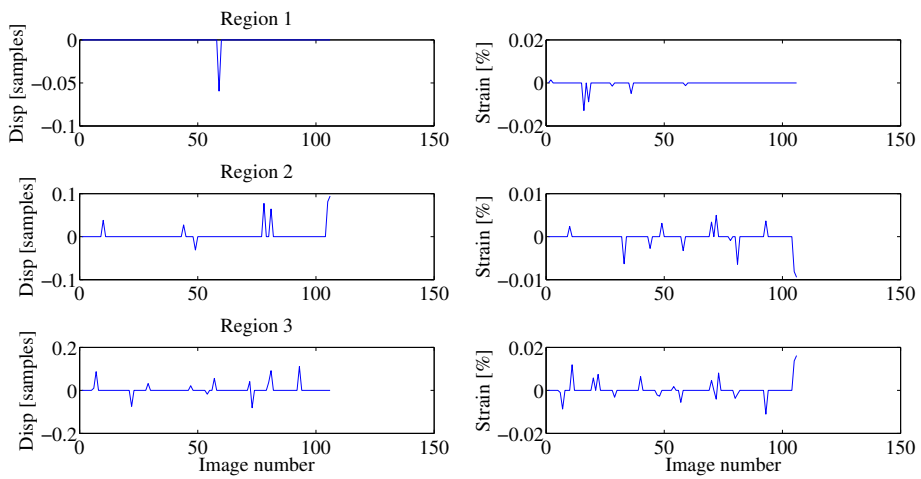 Region 1
0
−0.05
−0.1
Disp [samples]
0 50 100 150
0.02
0
−0.02
Strain [%]
0 50 100 150
Region 2
0.1
0
−0.1
Disp [samples]
0 50 100 150
0.01
0
−0.01
Strain [%]
0 50 100 150
Region 3
0.2
0
−0.2
Disp [samples]
0 50 100 150
Image number
0.02
0
−0.02
Strain [%]
0 50 100 150
Image number